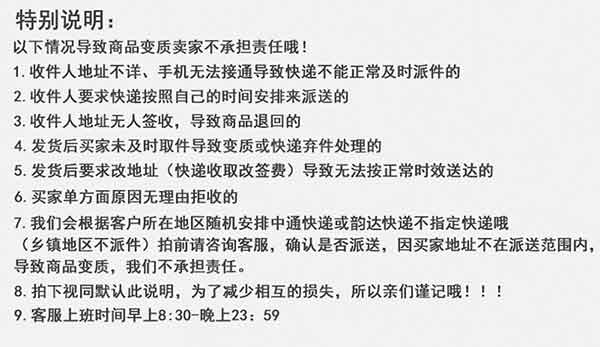 特别说明：
以下情况导致商品变质卖家不承担责任哦！
1.收件人地址不详、手机无法接通导致快递不能正常及时派件的
2.收件人要求快递按照自己的时间安排来派送的
3.收件人地址无人签收，导致商品退回的
4.发货后买家未及时取件导致变质或快递弃件处理的
5.发货后要求改地址（快递收取改签费）导致无法按正常时效送达的
6.买家单方面原因无理由拒收的
7.我们会根据客户所在地区随机安排中通快递或韵达快递不指定快递哦
（乡镇地区不派件）拍前请咨询客服，确认是否派送，因买家地址不在派送范围内，
导致商品变质，我们不承担责任。
8.拍下视同默认此说明，为了减少相互的损失，所以亲们谨记哦！！！
9.客服上班时间早上8:30-晚上23：59